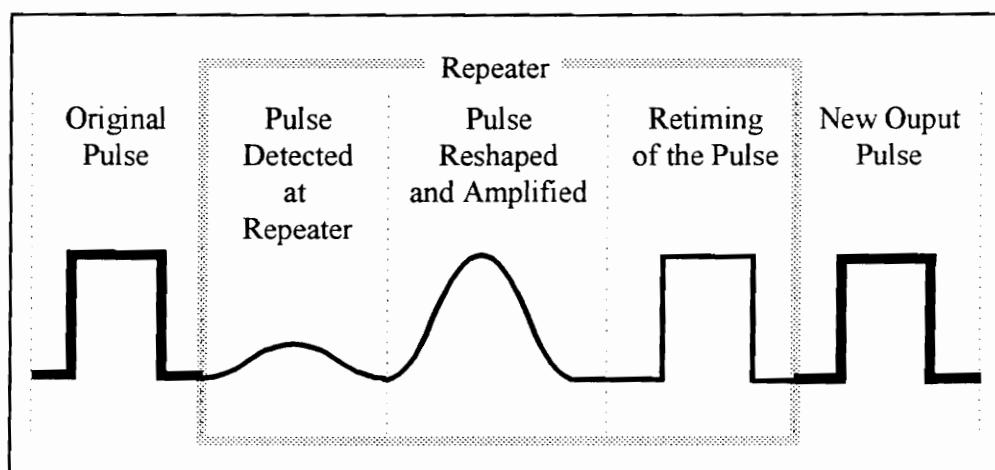 Repeater
Original
Pulse
Pulse
Detected
at
Repeater
Pulse
Reshaped
and Amplified
Retiming
of the Pulse
New Ouput
Pulse